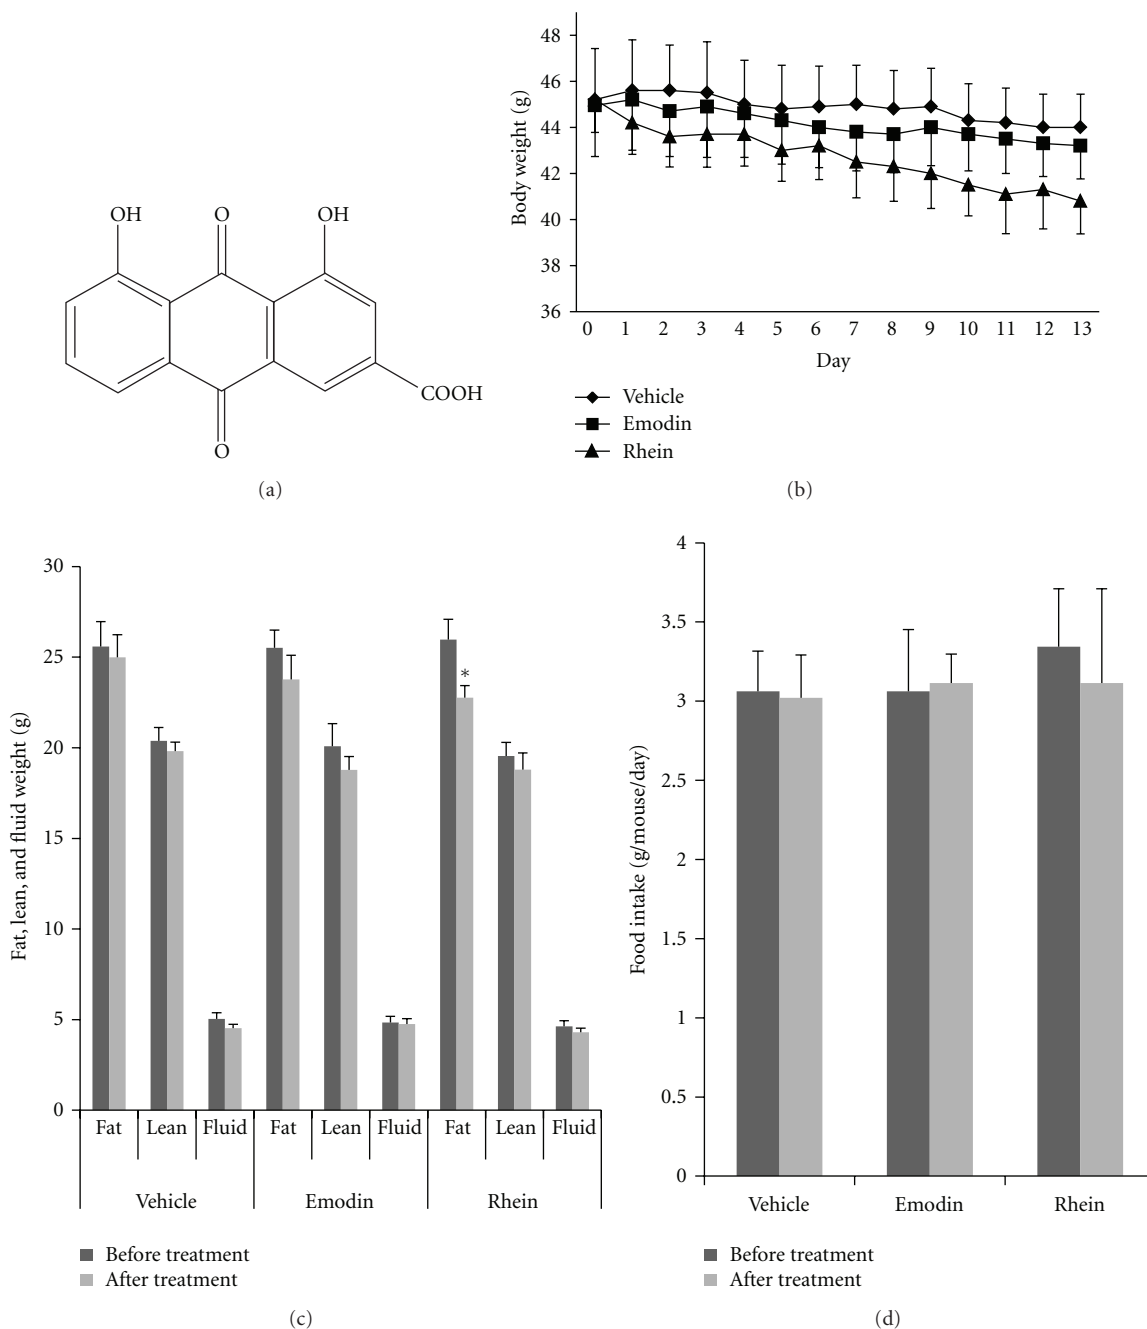 OH
O
OH
COOH
O
(a)
48
46
44
42
40
38
36
Body weight (g)
0 1 2 3 4 5 6 7 8 9 10 11 12 13
Day
Vehicle
Emodin
Rhein
(b)
30
25
20
15
10
5
0
Fat, lean, and fluid weight (g)
*
Fat Lean Fluid Fat Lean Fluid Fat Lean Fluid
Vehicle Emodin Rhein
Before treatment
After treatment
(c)
4
3.5
3
2.5
2
1.5
1
0.5
0
Food intake (g/mouse/day)
Vehicle Emodin Rhein
Before treatment
After treatment
(d)